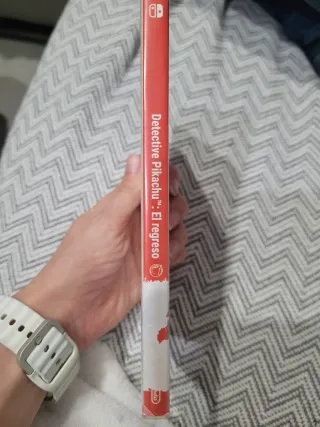 Detective Pikachu™: El regreso